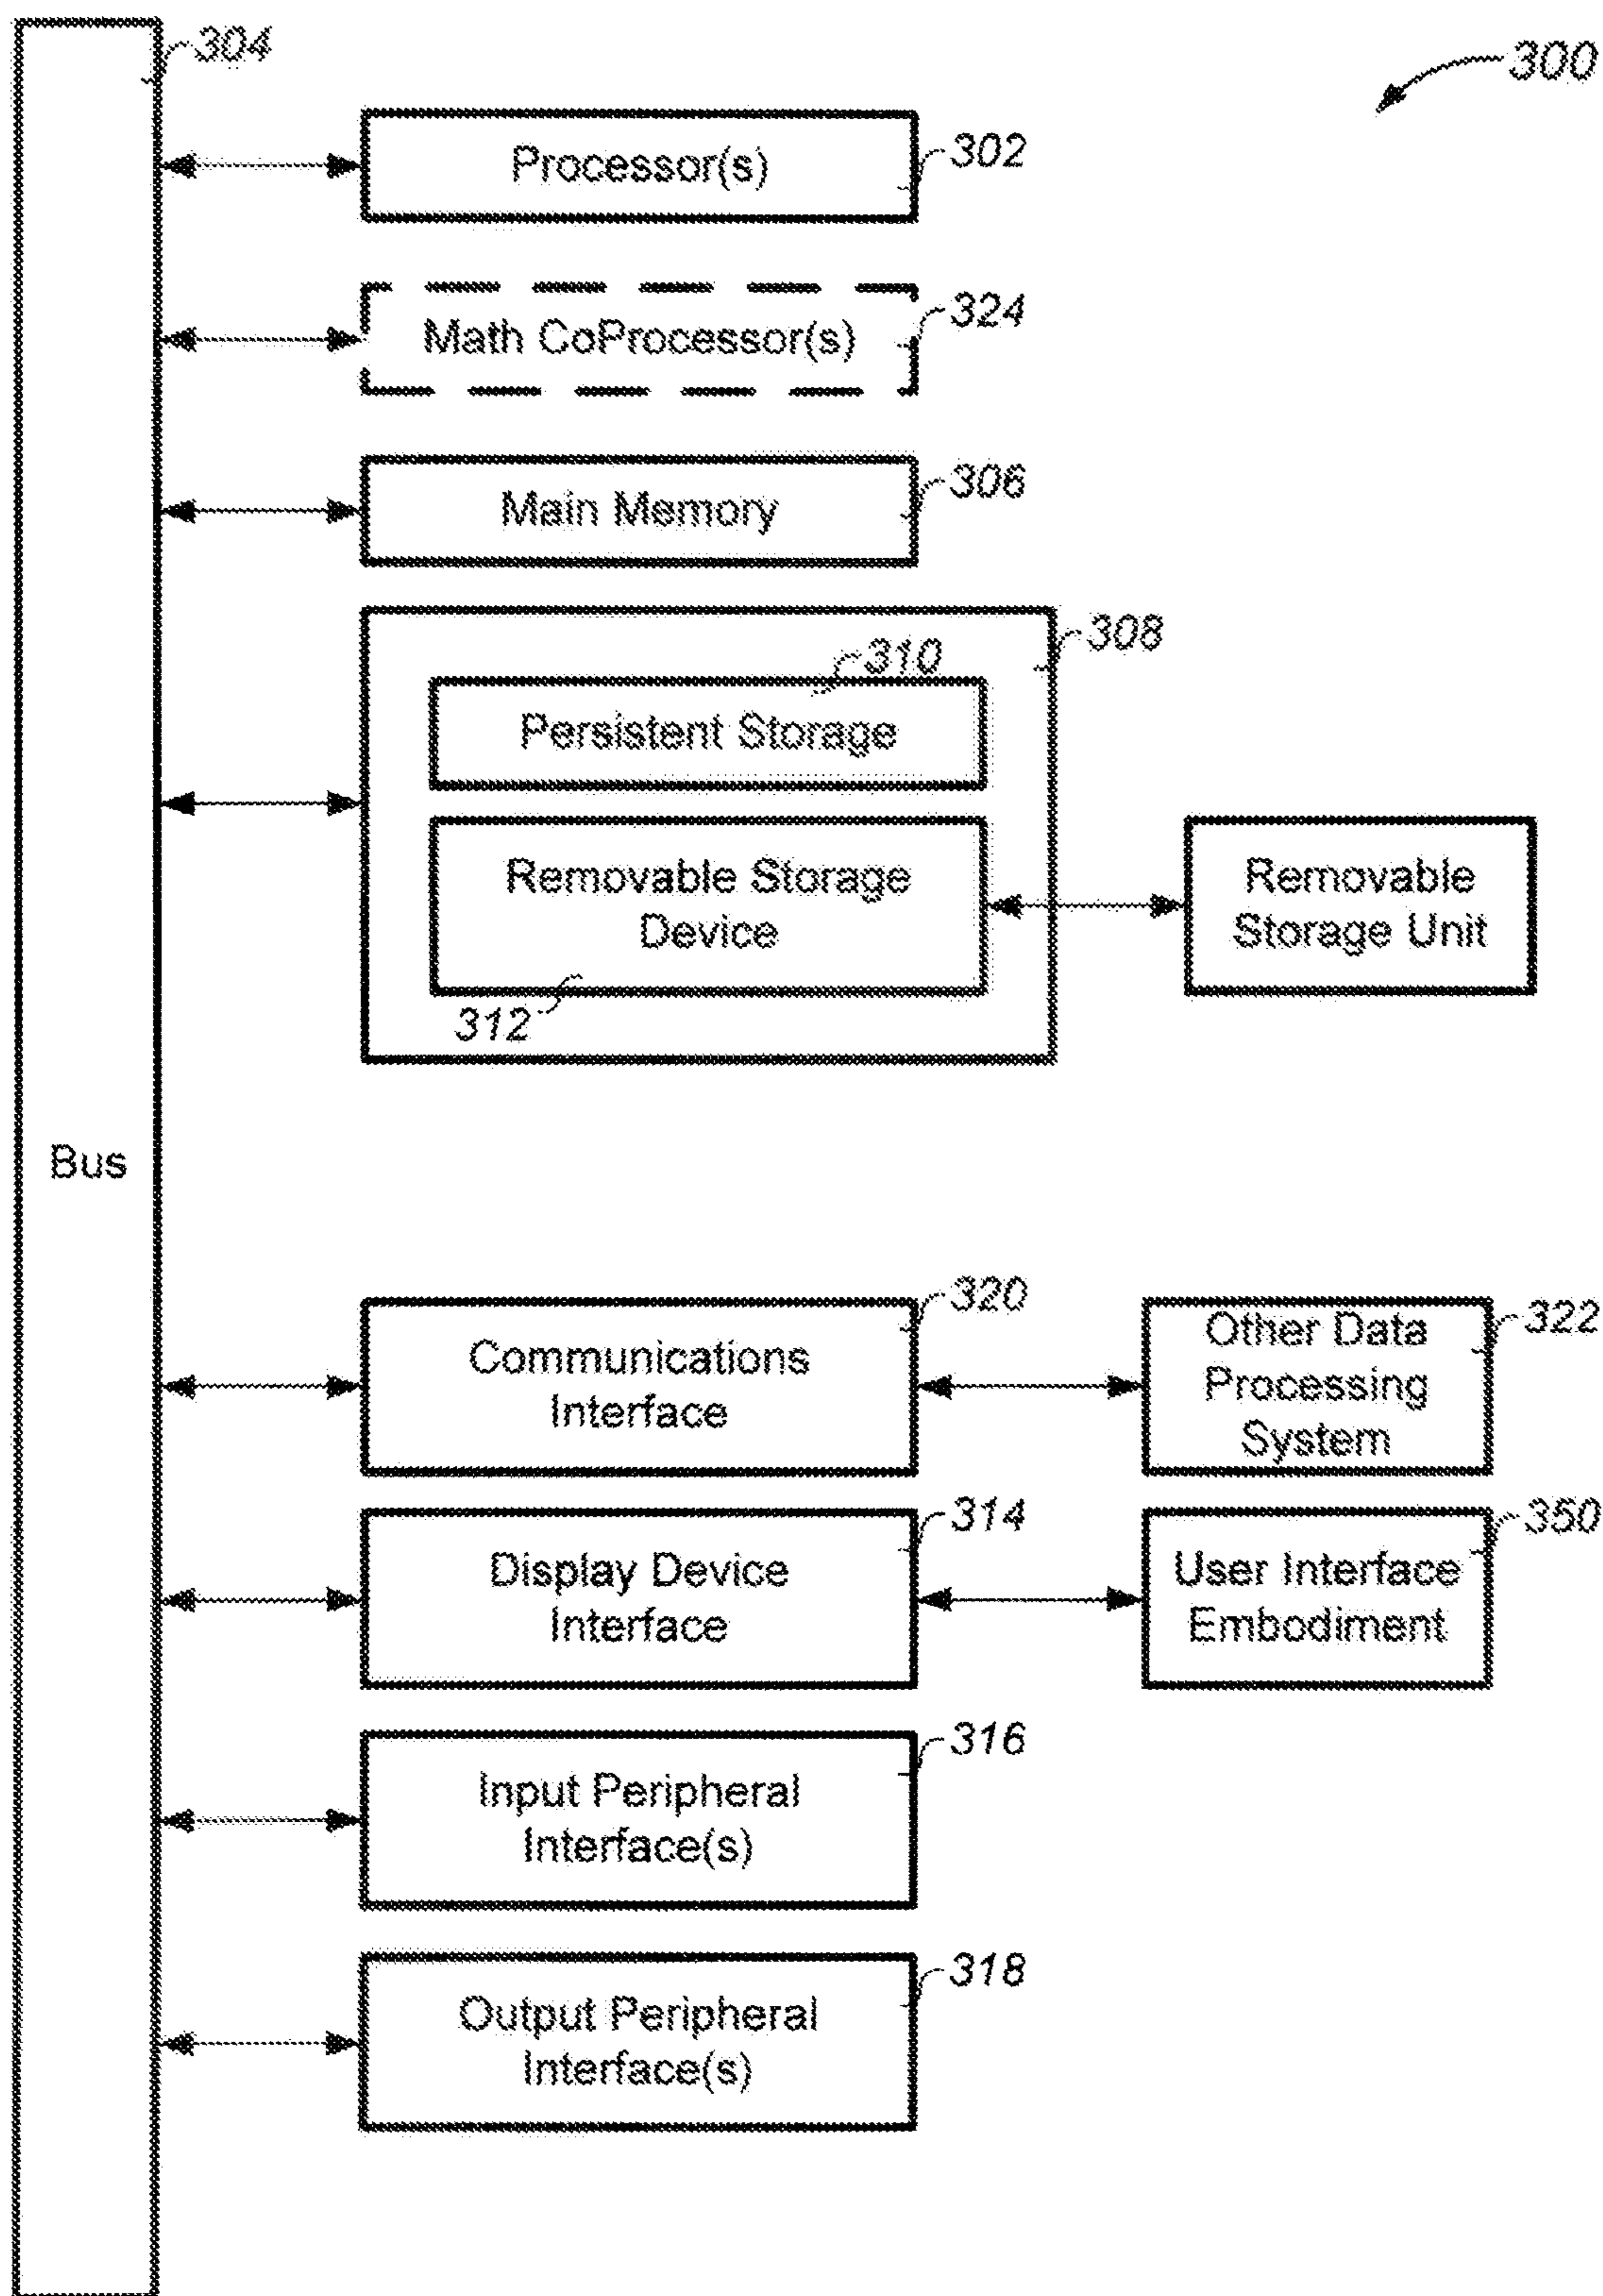 304
300
Processor(s)
302
Math CoProcessor(s)
324
Main Memory
306
308
310
Persistent Storage
Removable Storage
Device
312
Removable
Storage Unit
Bus
320
Communications
Interface
Other Data
Processing
System
322
314
Display Device
Interface
User Interface
Embodiment
350
316
Input Peripheral
Interface(s)
318
Output Peripheral
Interface(s)